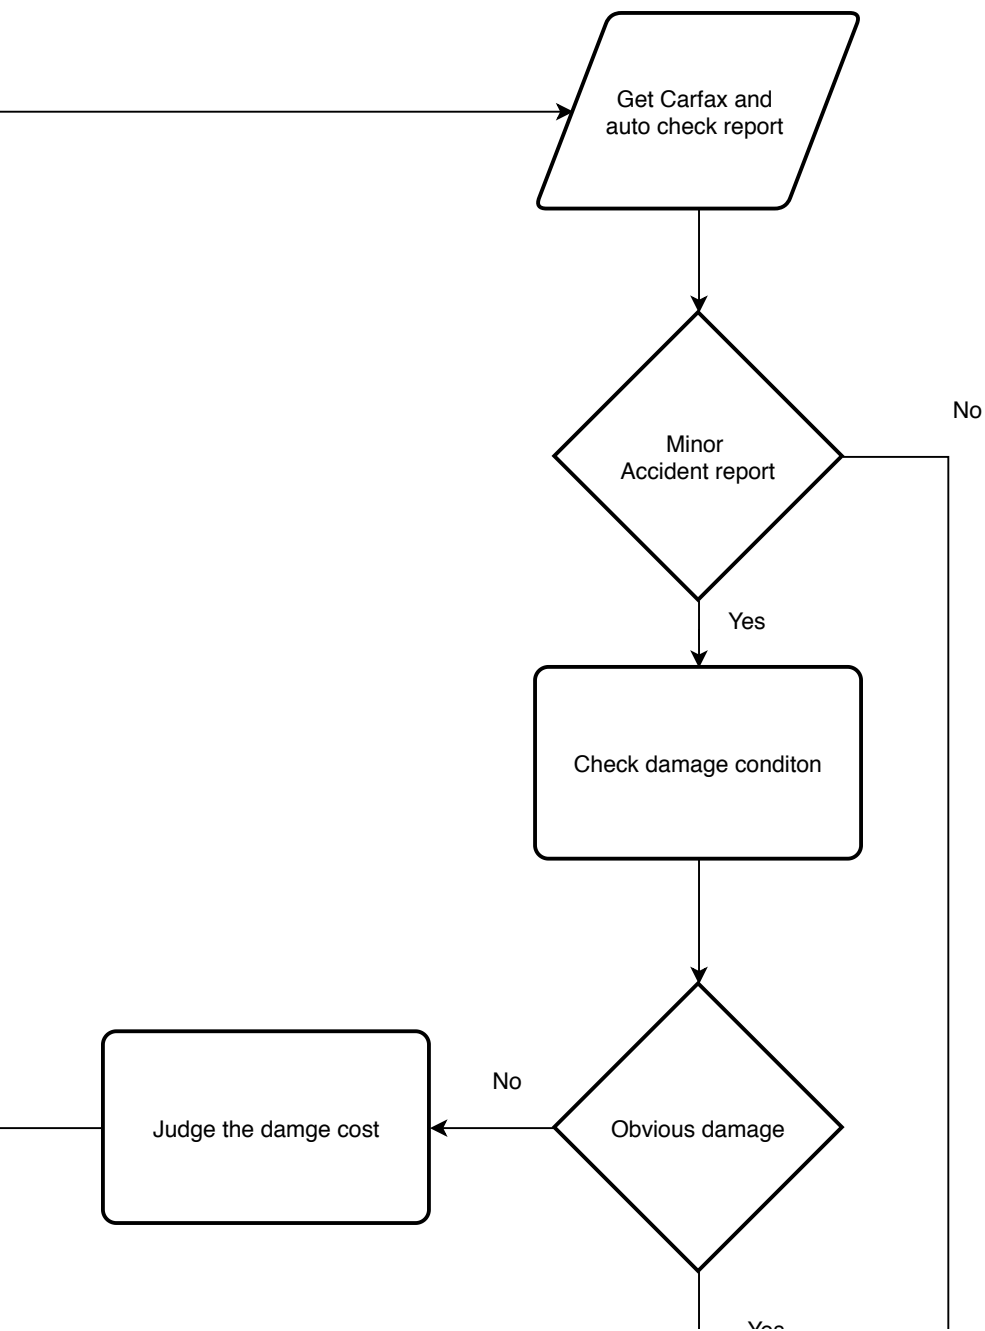 Get Carfax and
auto check report
No
Minor
Accident report
Yes
Check damage conditon
No
Judge the damge cost
Obvious damage
Yes